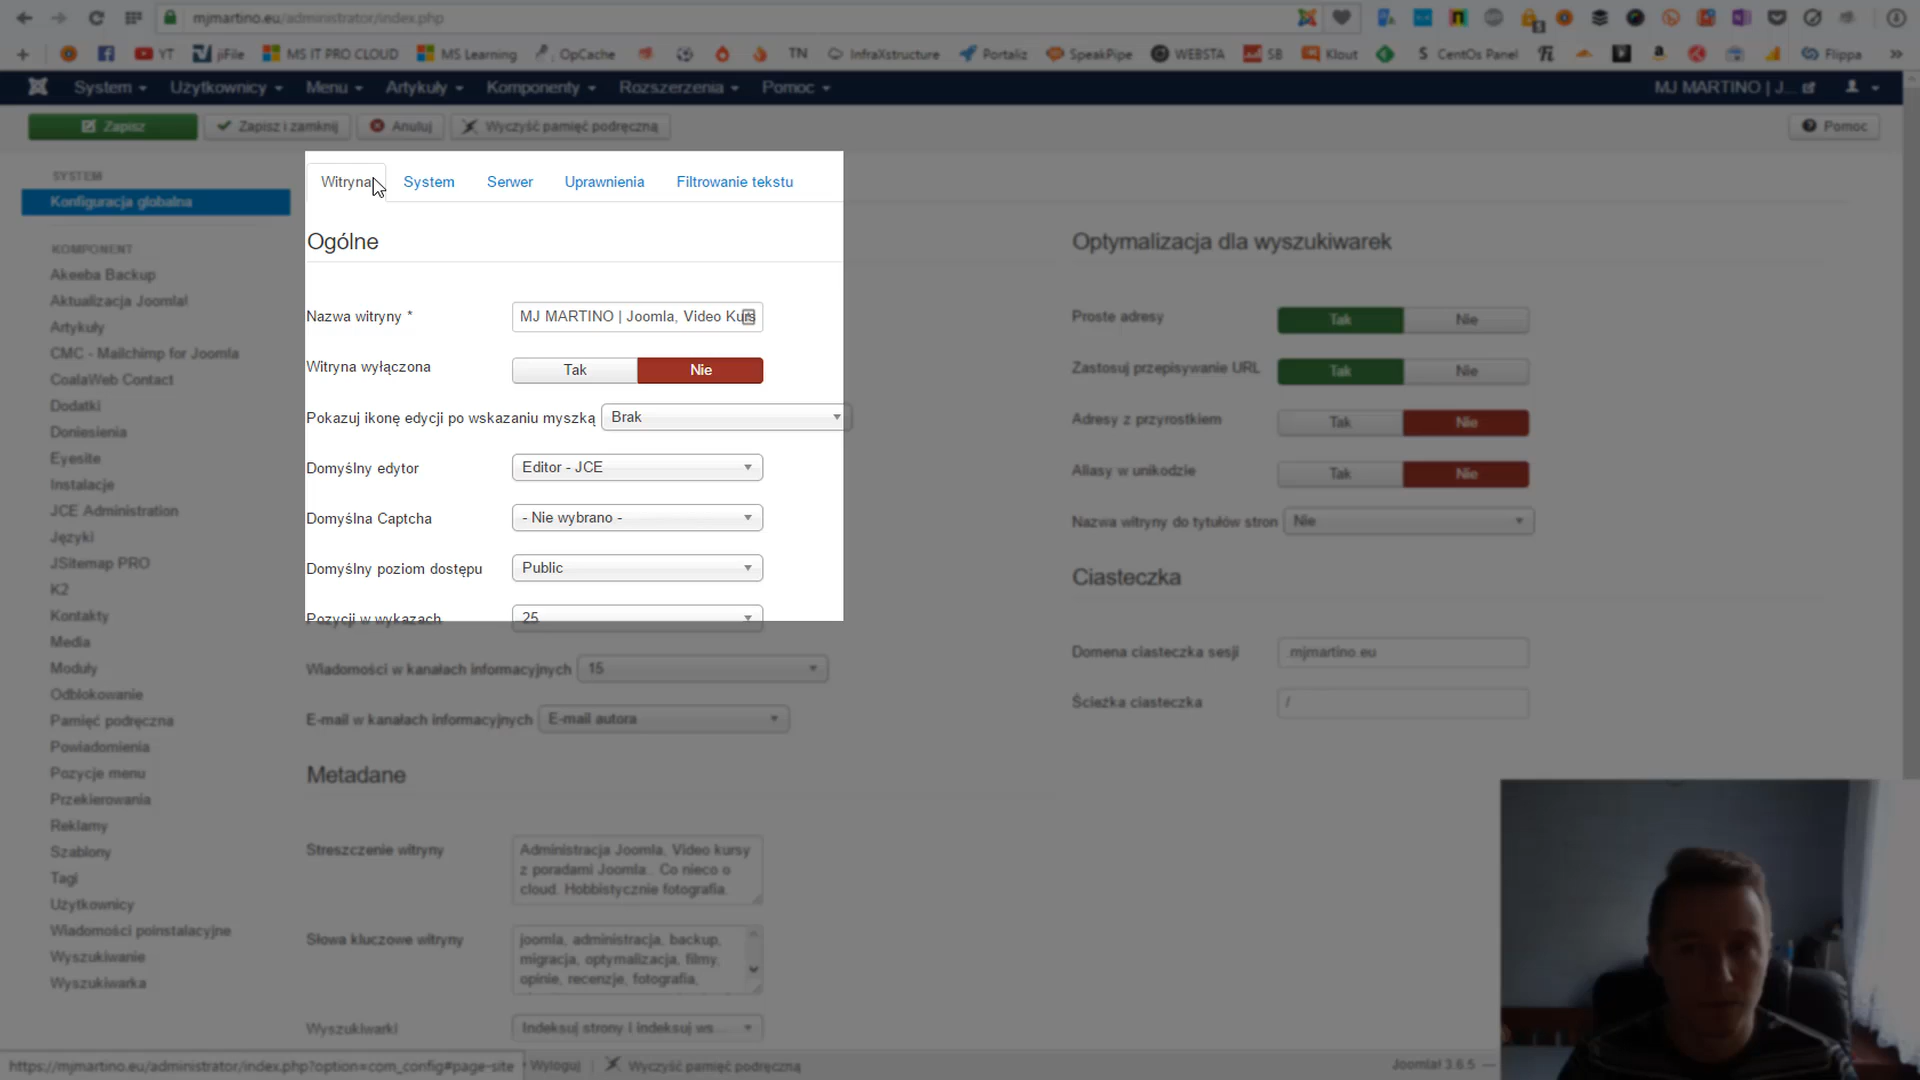 mjmartino.eu/administrator/index.php
YT jiFile MS IT PRO CLOUD MS Learning OpCache TN InfraXstructure Portaliz SpeakPipe WEBSTA SB Klout CentOs Panel Flippa
System Użytkownicy Menu Artykuły Komponenty Rozszerzenia Pomoc MJ MARTINO | J...
Zapisz Zapisz i zamknij Anuluj Wyczyść pamięć podręczną Pomoc
SYSTEM
Konfiguracja globalna
KOMPONENT
Akeeba Backup
Aktualizacja Joomla!
Artykuły
CMC - Mailchimp for Joomla
CoalaWeb Contact
Dodatki
Doniesienia
Eyesite
Instalacje
JCE Administration
Języki
JSitemap PRO
K2
Kontakty
Media
Moduły
Odblokowanie
Pamięć podręczna
Powiadomienia
Pozycje menu
Przekierowania
Reklamy
Szablony
Tagi
Użytkownicy
Wiadomości poinstalacyjne
Wyszukiwanie
Wyszukiwarka
Witryna System Serwer Uprawnienia Filtrowanie tekstu
Ogólne
Nazwa witryny * MJ MARTINO | Joomla, Video Kurs
Witryna wyłączona Tak Nie
Pokazuj ikonę edycji po wskazaniu myszką Brak
Domyślny edytor Editor - JCE
Domyślna Captcha - Nie wybrano -
Domyślny poziom dostępu Public
Pozycji w wykazach 25
Wiadomości w kanałach informacyjnych 15
E-mail w kanałach informacyjnych E-mail autora
Metadane
Streszczenie witryny Administracja Joomla, Video kursy
z poradami Joomla.. Co nieco o
cloud. Hobbistycznie fotografia.
Słowa kluczowe witryny joomla, administracja, backup,
migracja, optymalizacja, filmy,
opinie, recenzje, fotografia,
Wyszukiwarki Indeksuj strony i indeksuj ws...
Optymalizacja dla wyszukiwarek
Proste adresy Tak Nie
Zastosuj przepisywanie URL Tak Nie
Adresy z przyrostkiem Tak Nie
Aliasy w unikodzie Tak Nie
Nazwa witryny do tytułów stron Nie
Ciasteczka
Domena ciasteczka sesji .mjmartino.eu
Ścieżka ciasteczka /
https://mjmartino.eu/administrator/index.php?option=com_config#page-site Wyloguj Wyczyść pamięć podręczną Joomla! 3.6.5 —